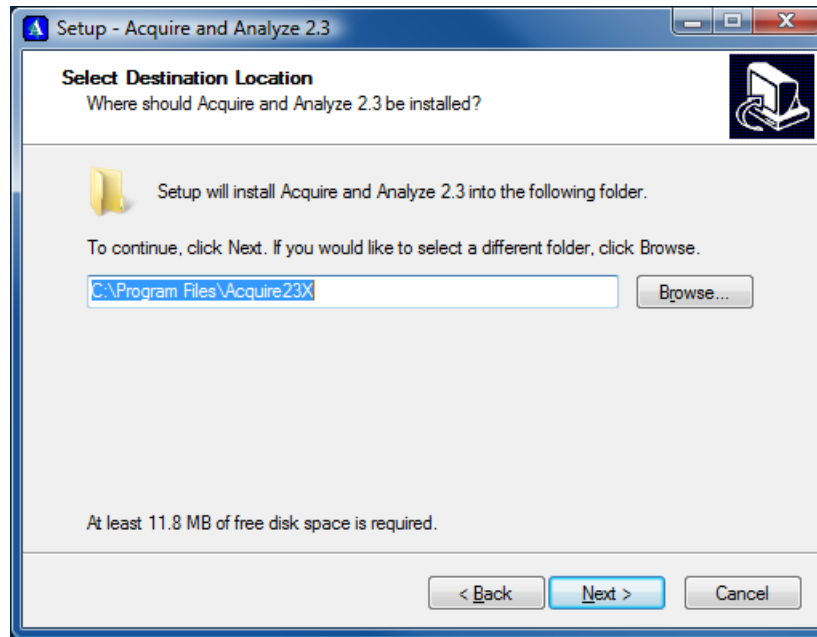 Setup - Acquire and Analyze 2.3
Select Destination Location
Where should Acquire and Analyze 2.3 be installed?
Setup will install Acquire and Analyze 2.3 into the following folder.
To continue, click Next. If you would like to select a different folder, click Browse.
C:\Program Files\Acquire23X
Browse...
At least 11.8 MB of free disk space is required.
< Back
Next >
Cancel